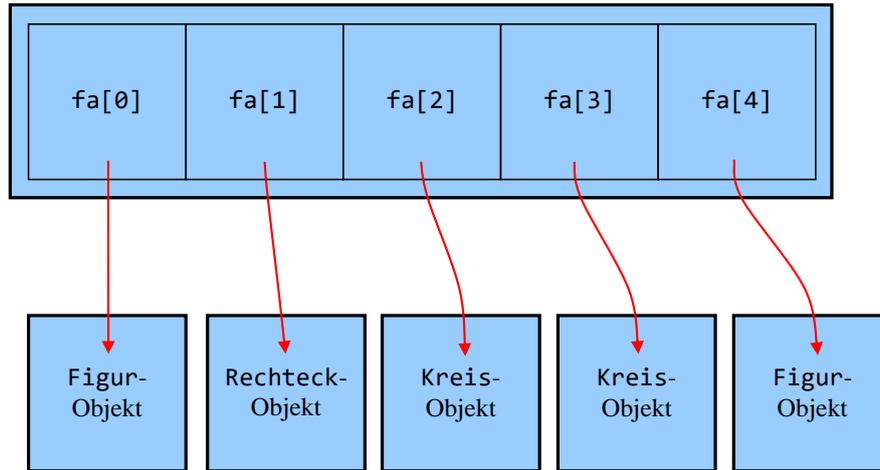 fa[0] fa[1] fa[2] fa[3] fa[4]
Figur-
Objekt
Rechteck-
Objekt
Kreis-
Objekt
Kreis-
Objekt
Figur-
Objekt